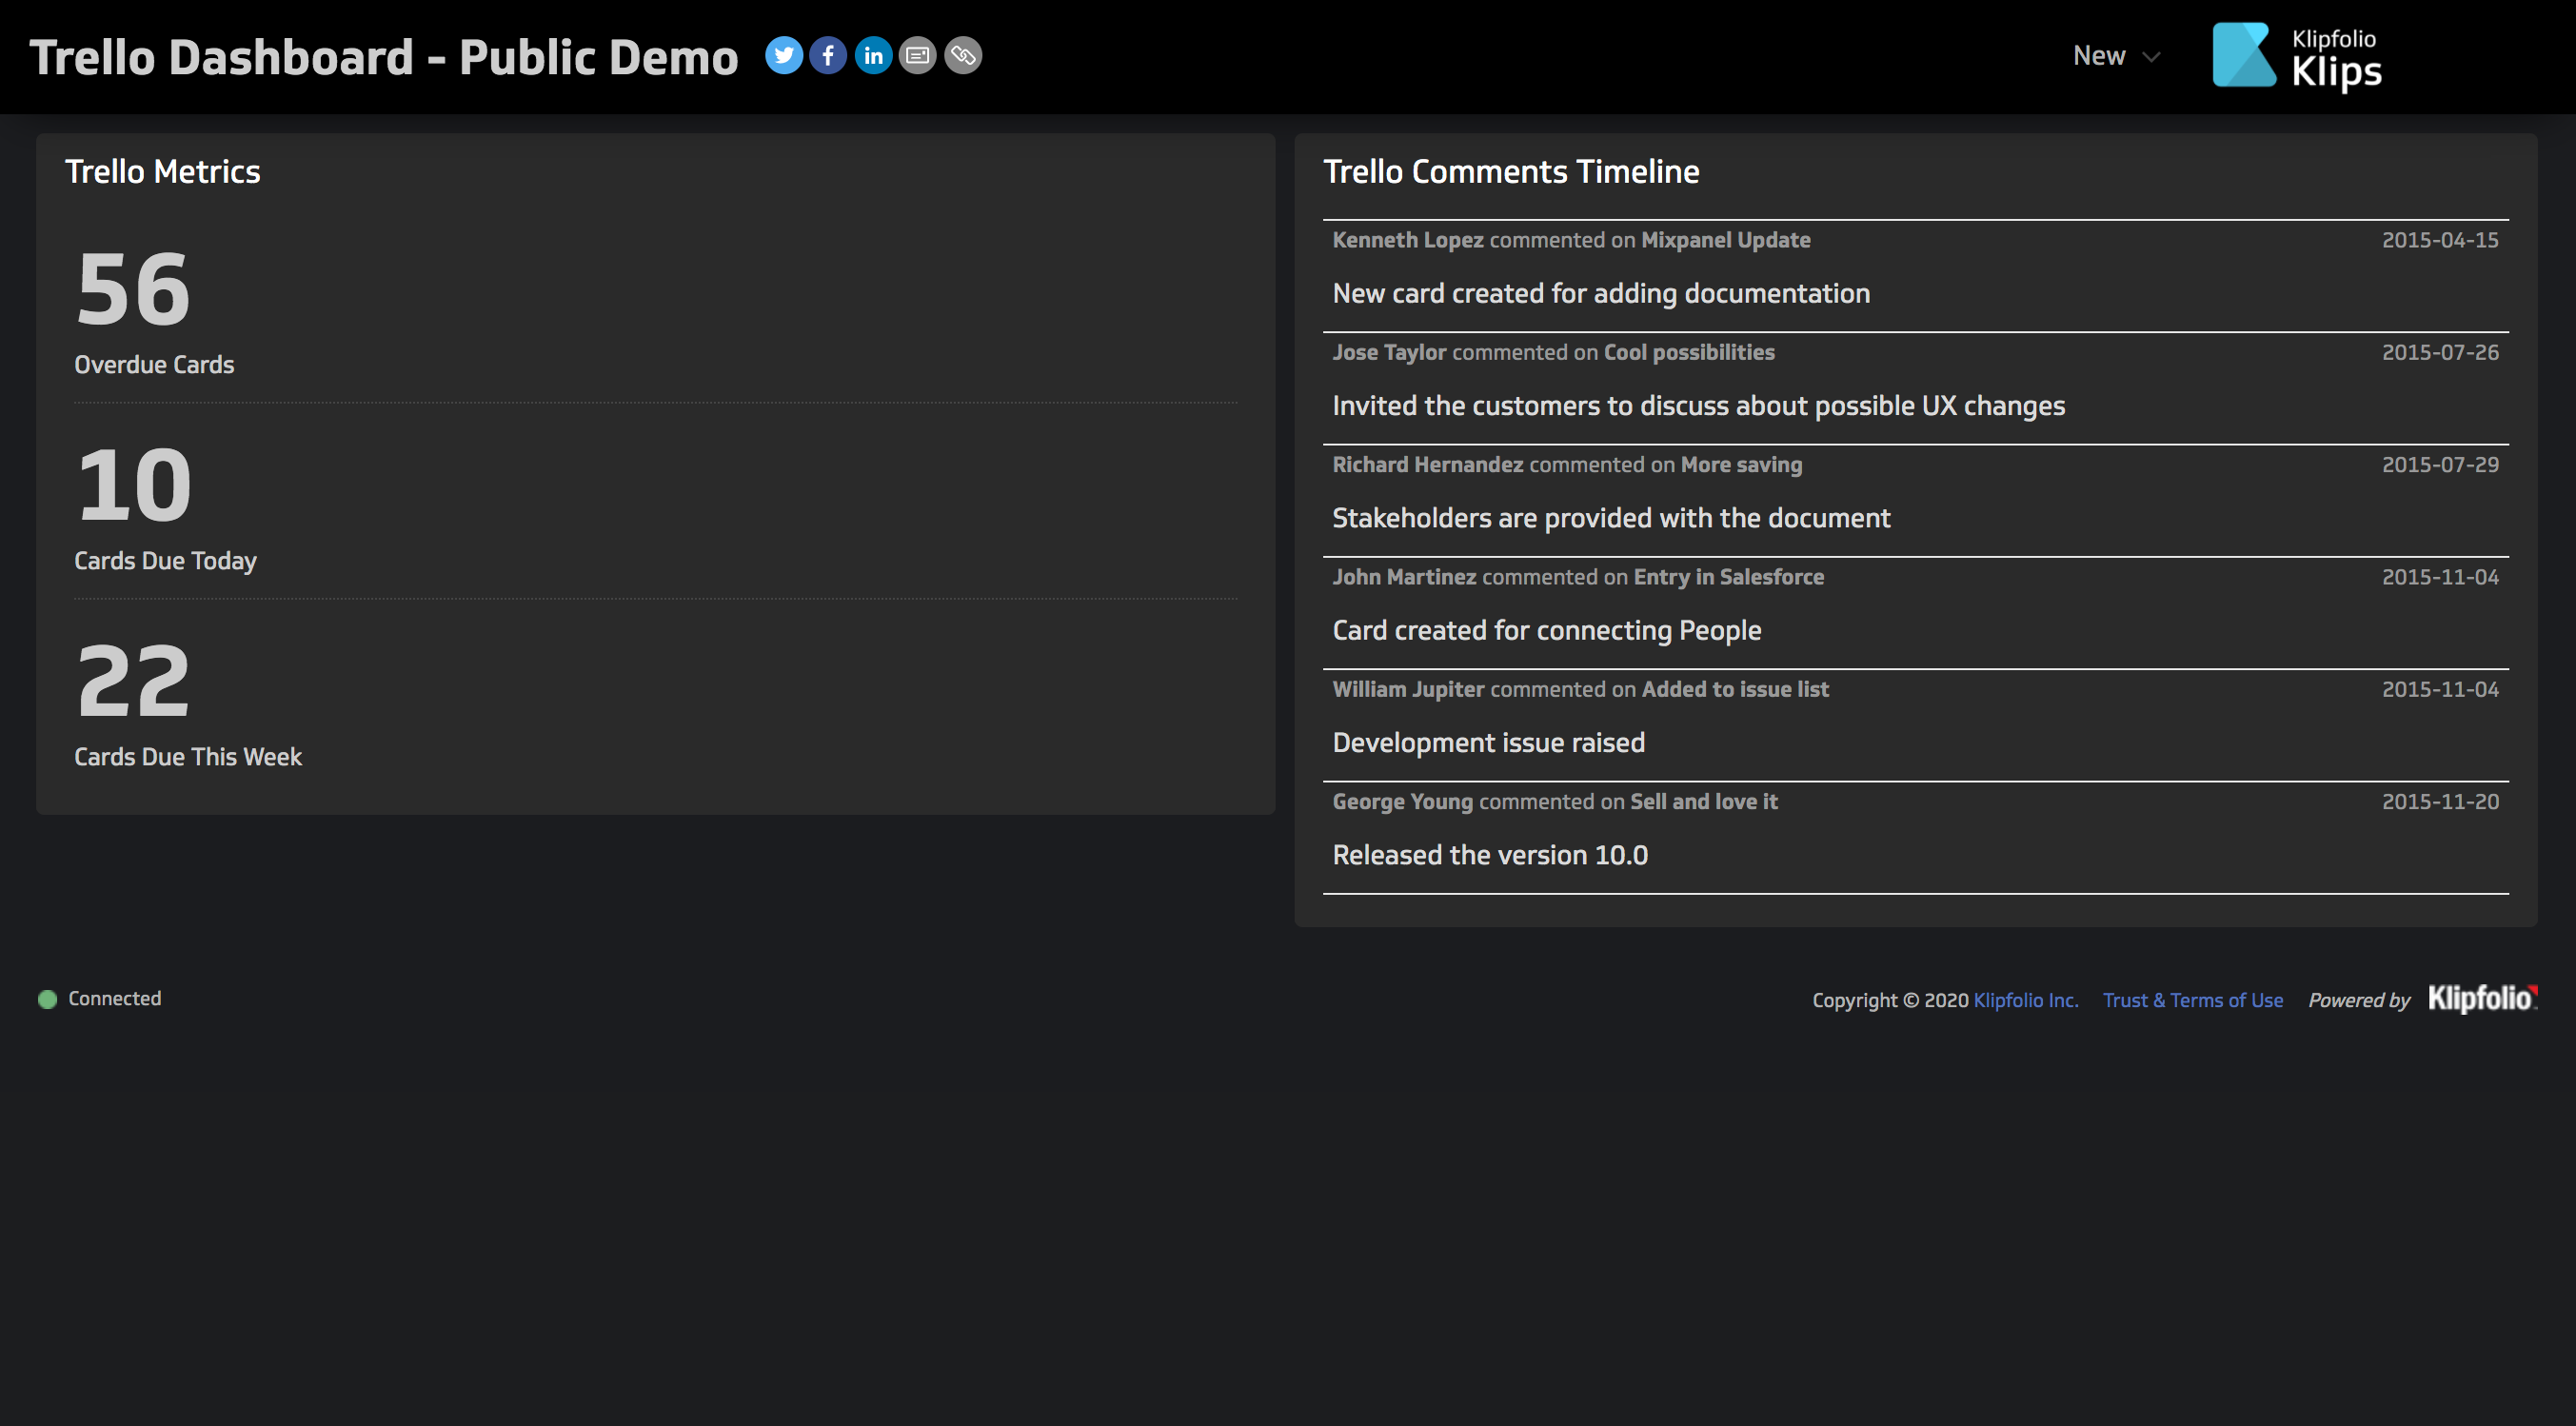 Trello Dashboard - Public Demo
New
Klipfolio
Klips
Trello Metrics
56
Overdue Cards
10
Cards Due Today
22
Cards Due This Week
Trello Comments Timeline
Kenneth Lopez commented on Mixpanel Update 2015-04-15
New card created for adding documentation
Jose Taylor commented on Cool possibilities 2015-07-26
Invited the customers to discuss about possible UX changes
Richard Hernandez commented on More saving 2015-07-29
Stakeholders are provided with the document
John Martinez commented on Entry in Salesforce 2015-11-04
Card created for connecting People
William Jupiter commented on Added to issue list 2015-11-04
Development issue raised
George Young commented on Sell and love it 2015-11-20
Released the version 10.0
Connected
Copyright © 2020 Klipfolio Inc. Trust & Terms of Use Powered by Klipfolio